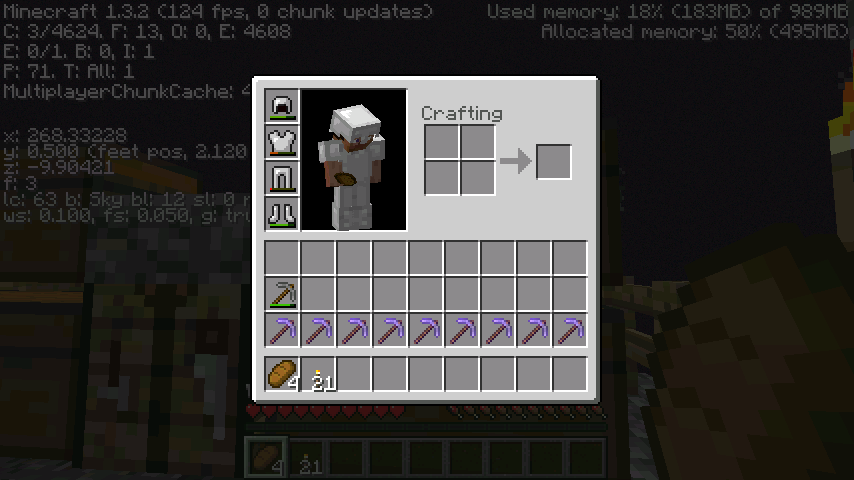 Minecraft 1.3.2 (124 fps, 0 chunk updates)
C: 3/4624. F: 13, O: 0, E: 4608
E: 0/1. B: 0, I: 1
P: 71. T: All: 1
MultiplayerChunkCache: 4
x: 268.33228
y: 0.500 (feet pos, 2.120
z: -9.90421
f: 3
lc: 63 b: Sky bl: 12 sl: 0 r
ws: 0.100, fs: 0.050, g: tru
Used memory: 18% (183MB) of 989MB
Allocated memory: 50% (495MB)
Crafting
4 21
4 21